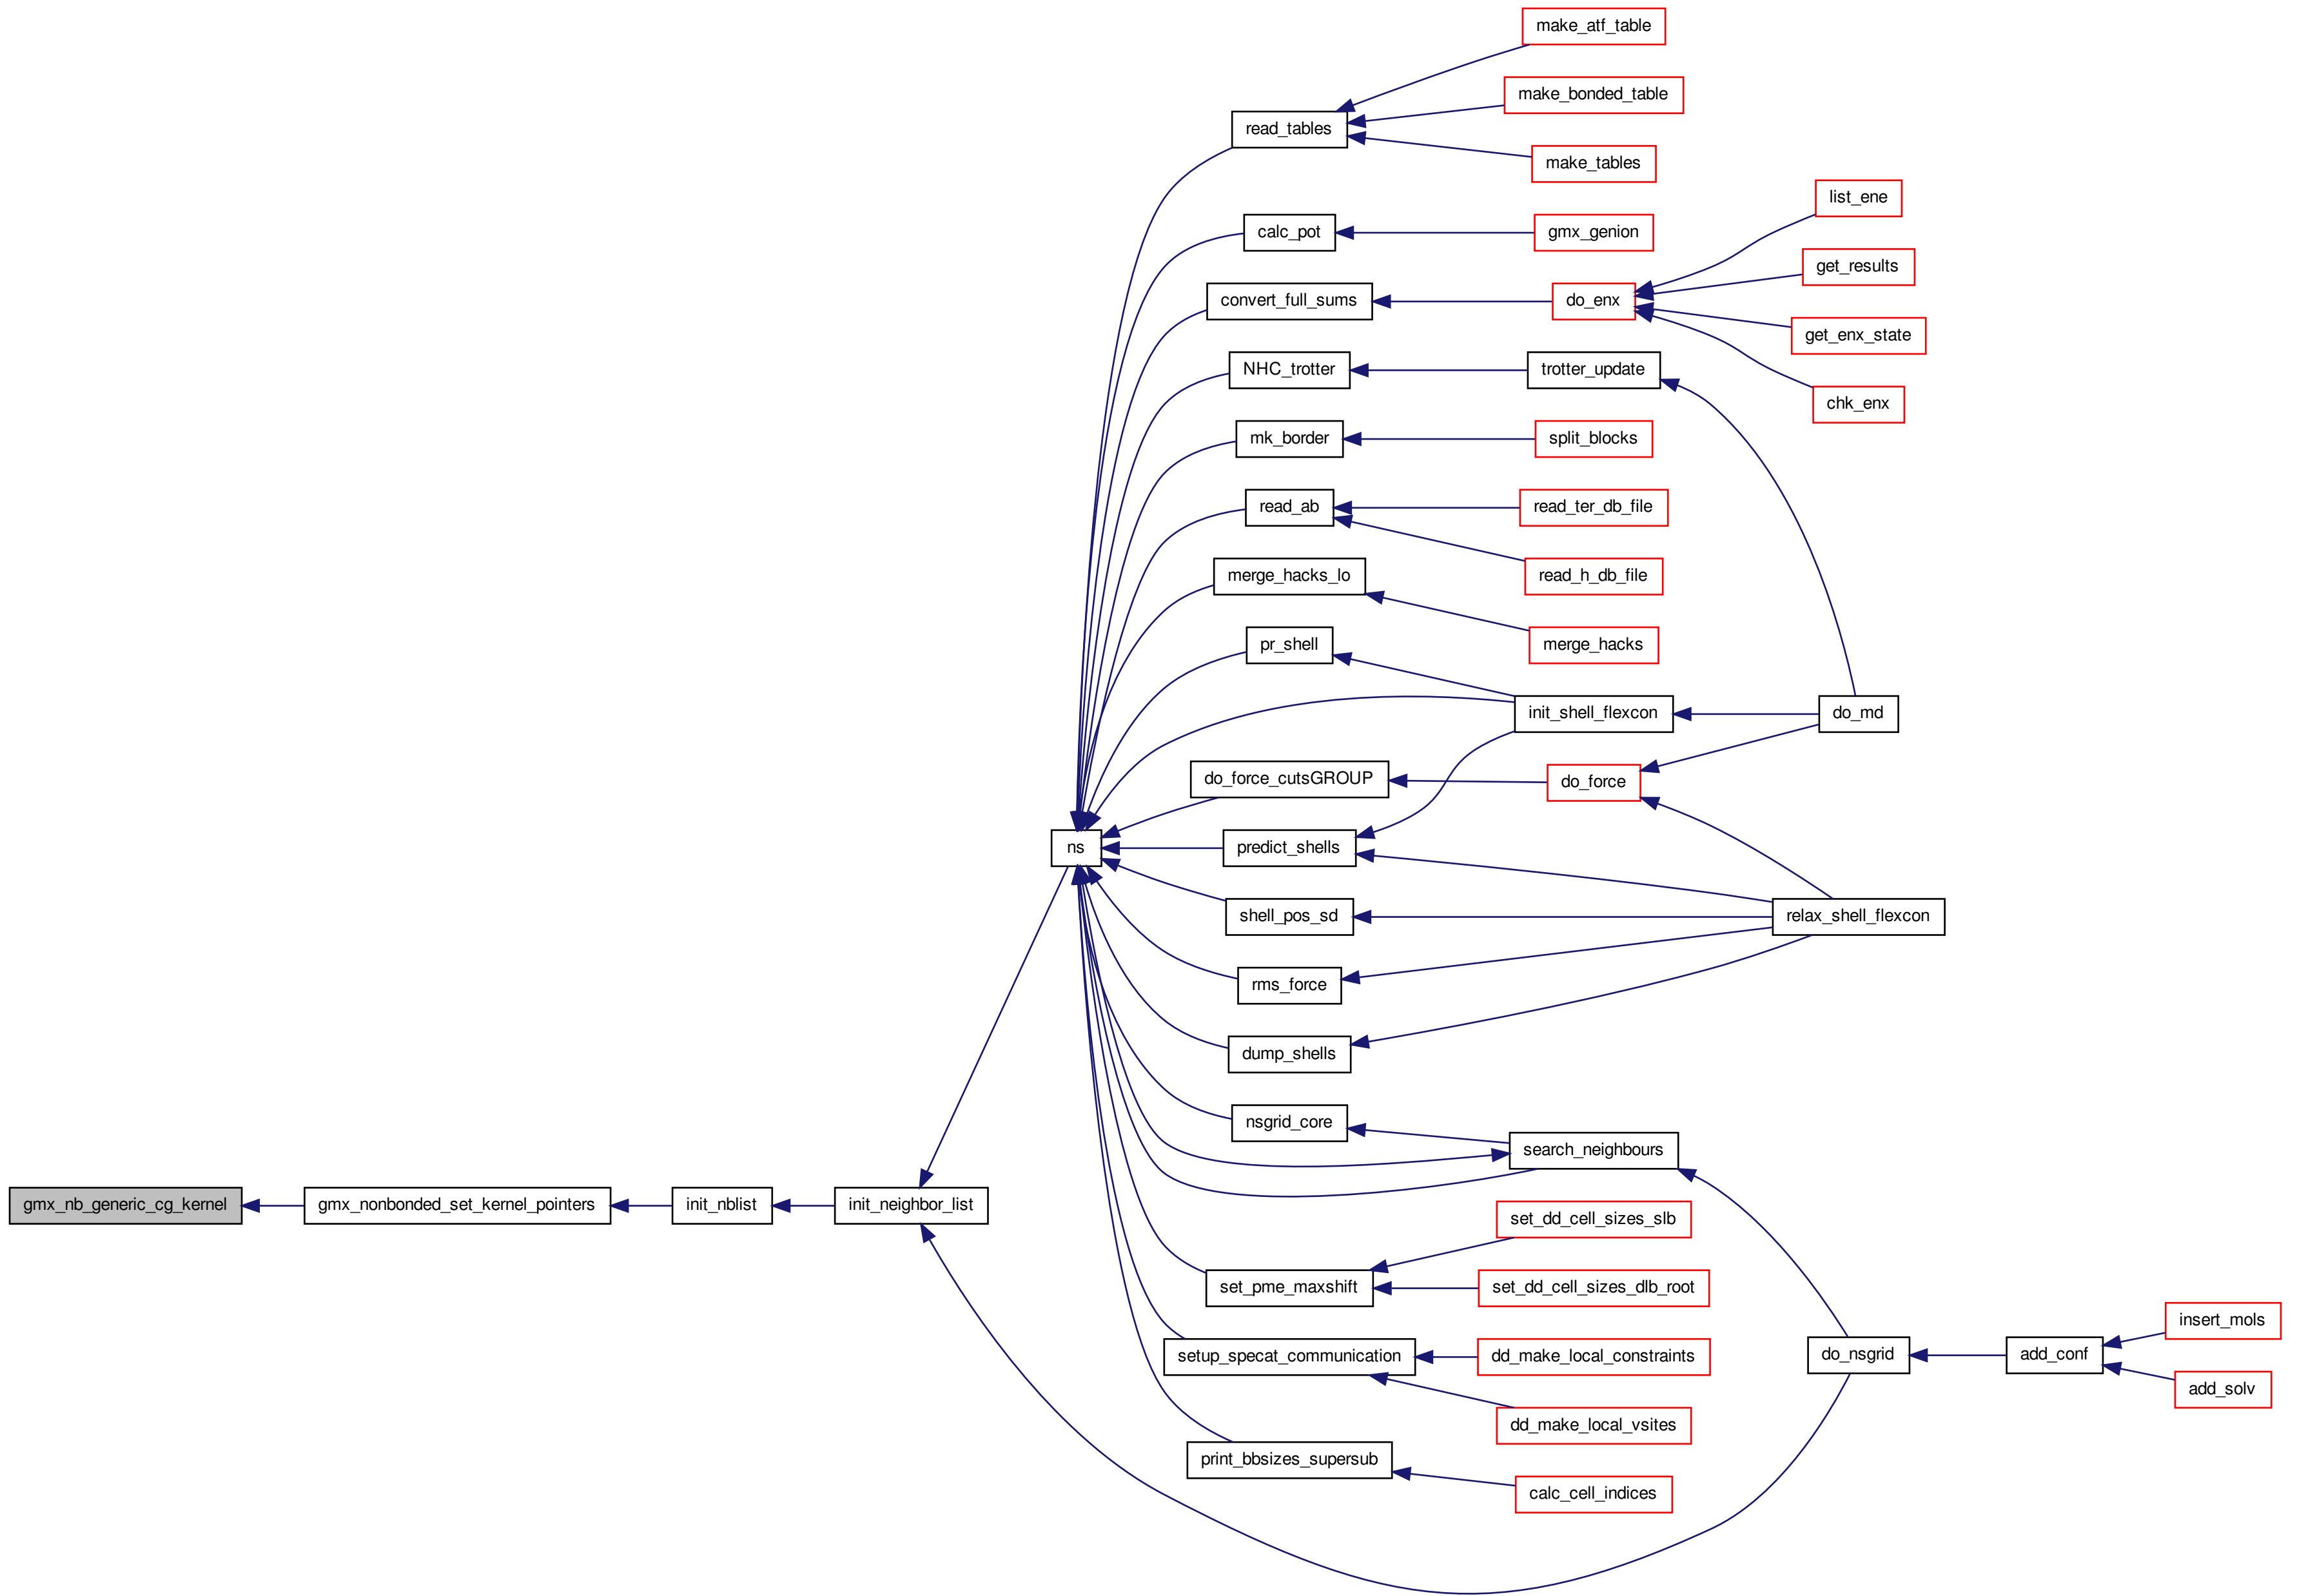 make_atf_table
make_bonded_table
read_tables
make_tables
list_ene
calc_pot
gmx_genion
get_results
convert_full_sums
do_enx
get_enx_state
NHC_trotter
trotter_update
chk_enx
mk_border
split_blocks
read_ab
read_ter_db_file
merge_hacks_lo
read_h_db_file
pr_shell
merge_hacks
init_shell_flexcon
do_md
do_force_cutsGROUP
do_force
ns
predict_shells
shell_pos_sd
relax_shell_flexcon
rms_force
dump_shells
nsgrid_core
search_neighbours
gmx_nb_generic_cg_kernel
gmx_nonbonded_set_kernel_pointers
init_nblist
init_neighbor_list
set_dd_cell_sizes_slb
set_pme_maxshift
set_dd_cell_sizes_dlb_root
insert_mols
setup_specat_communication
dd_make_local_constraints
do_nsgrid
add_conf
add_solv
dd_make_local_vsites
print_bbsizes_supersub
calc_cell_indices